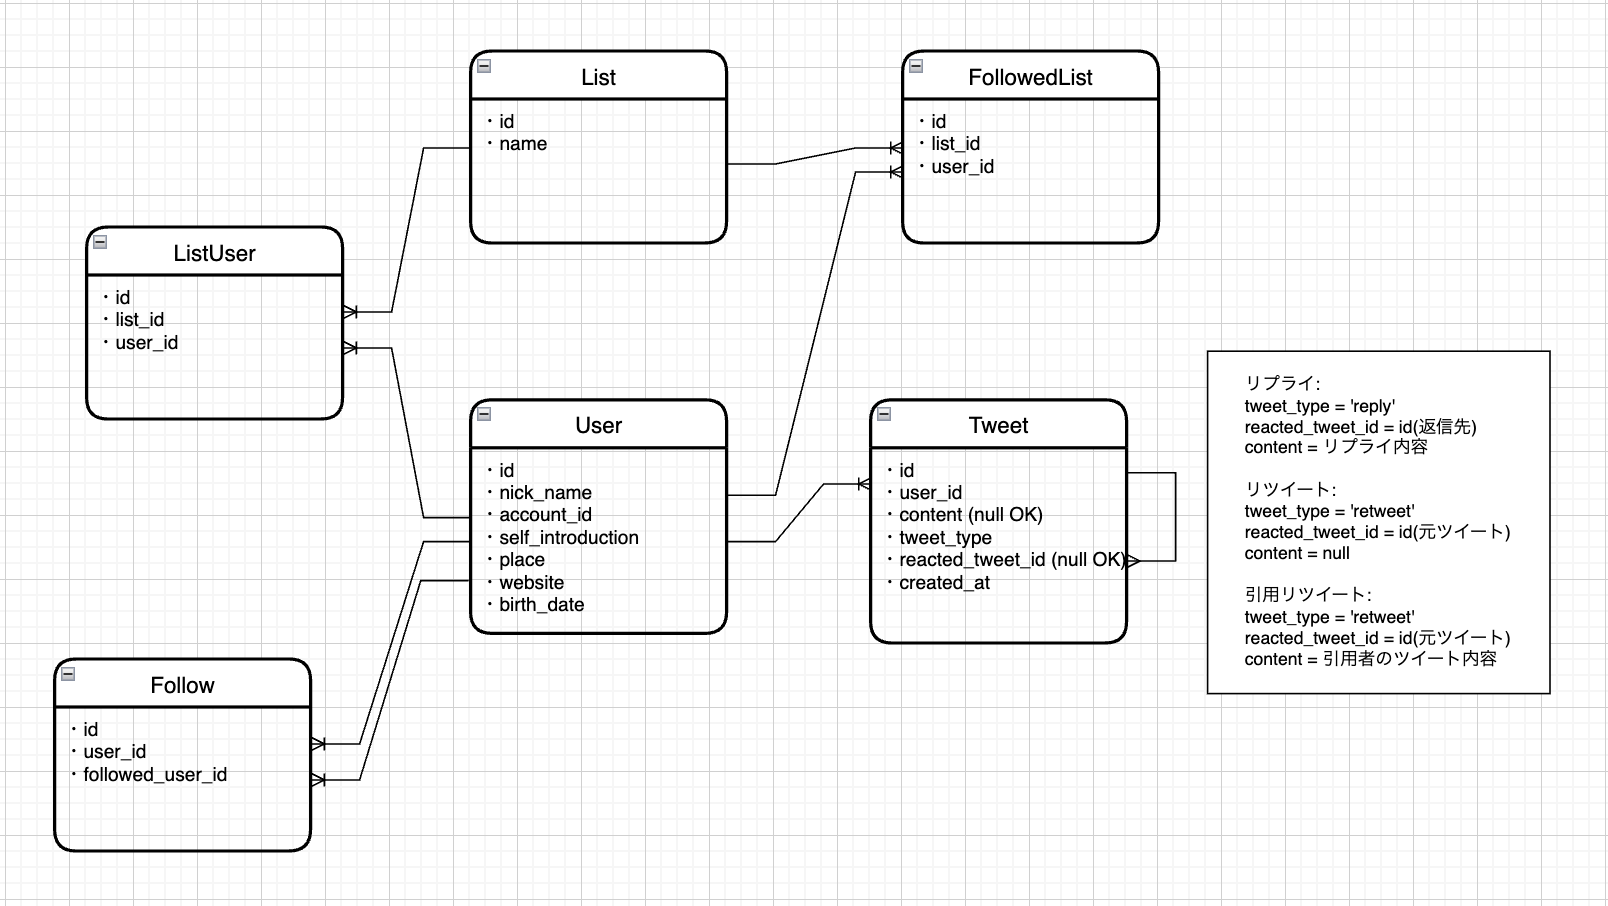 List
・id
・name
FollowedList
・id
・list_id
・user_id
ListUser
・id
・list_id
・user_id
User
・id
・nick_name
・account_id
・self_introduction
・place
・website
・birth_date
Tweet
・id
・user_id
・content (null OK)
・tweet_type
・reacted_tweet_id (null OK)
・created_at
リプライ:
tweet_type = 'reply'
reacted_tweet_id = id(返信先)
content = リプライ内容
リツイート:
tweet_type = 'retweet'
reacted_tweet_id = id(元ツイート)
content = null
引用リツイート:
tweet_type = 'retweet'
reacted_tweet_id = id(元ツイート)
content = 引用者のツイート内容
Follow
・id
・user_id
・followed_user_id